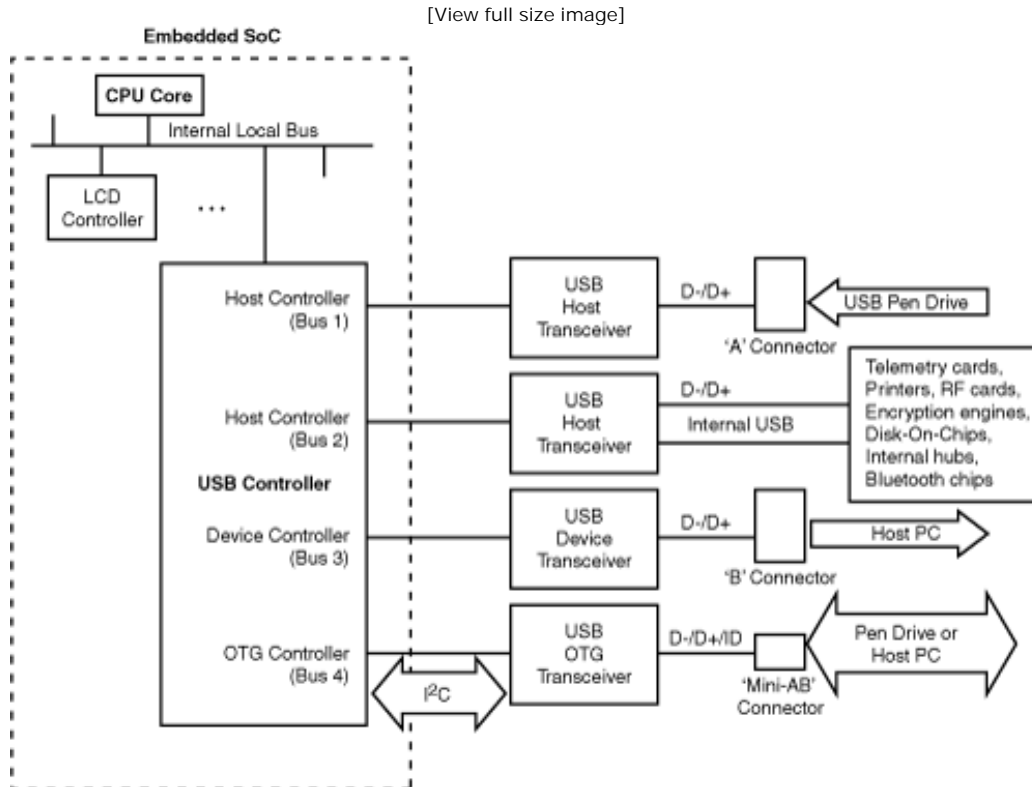 [View full size image]
Embedded SoC
CPU Core
Internal Local Bus
LCD
Controller
...
Host Controller
(Bus 1)
USB
Host
Transceiver
D-/D+
'A' Connector
USB Pen Drive
Host Controller
(Bus 2)
USB
Host
Transceiver
D-/D+
Internal USB
Telemetry cards,
Printers, RF cards,
Encryption engines,
Disk-On-Chips,
Internal hubs,
Bluetooth chips
USB Controller
Device Controller
(Bus 3)
USB
Device
Transceiver
D-/D+
'B' Connector
Host PC
OTG Controller
(Bus 4)
I²C
USB
OTG
Transceiver
D-/D+/ID
'Mini-AB'
Connector
Pen Drive or
Host PC